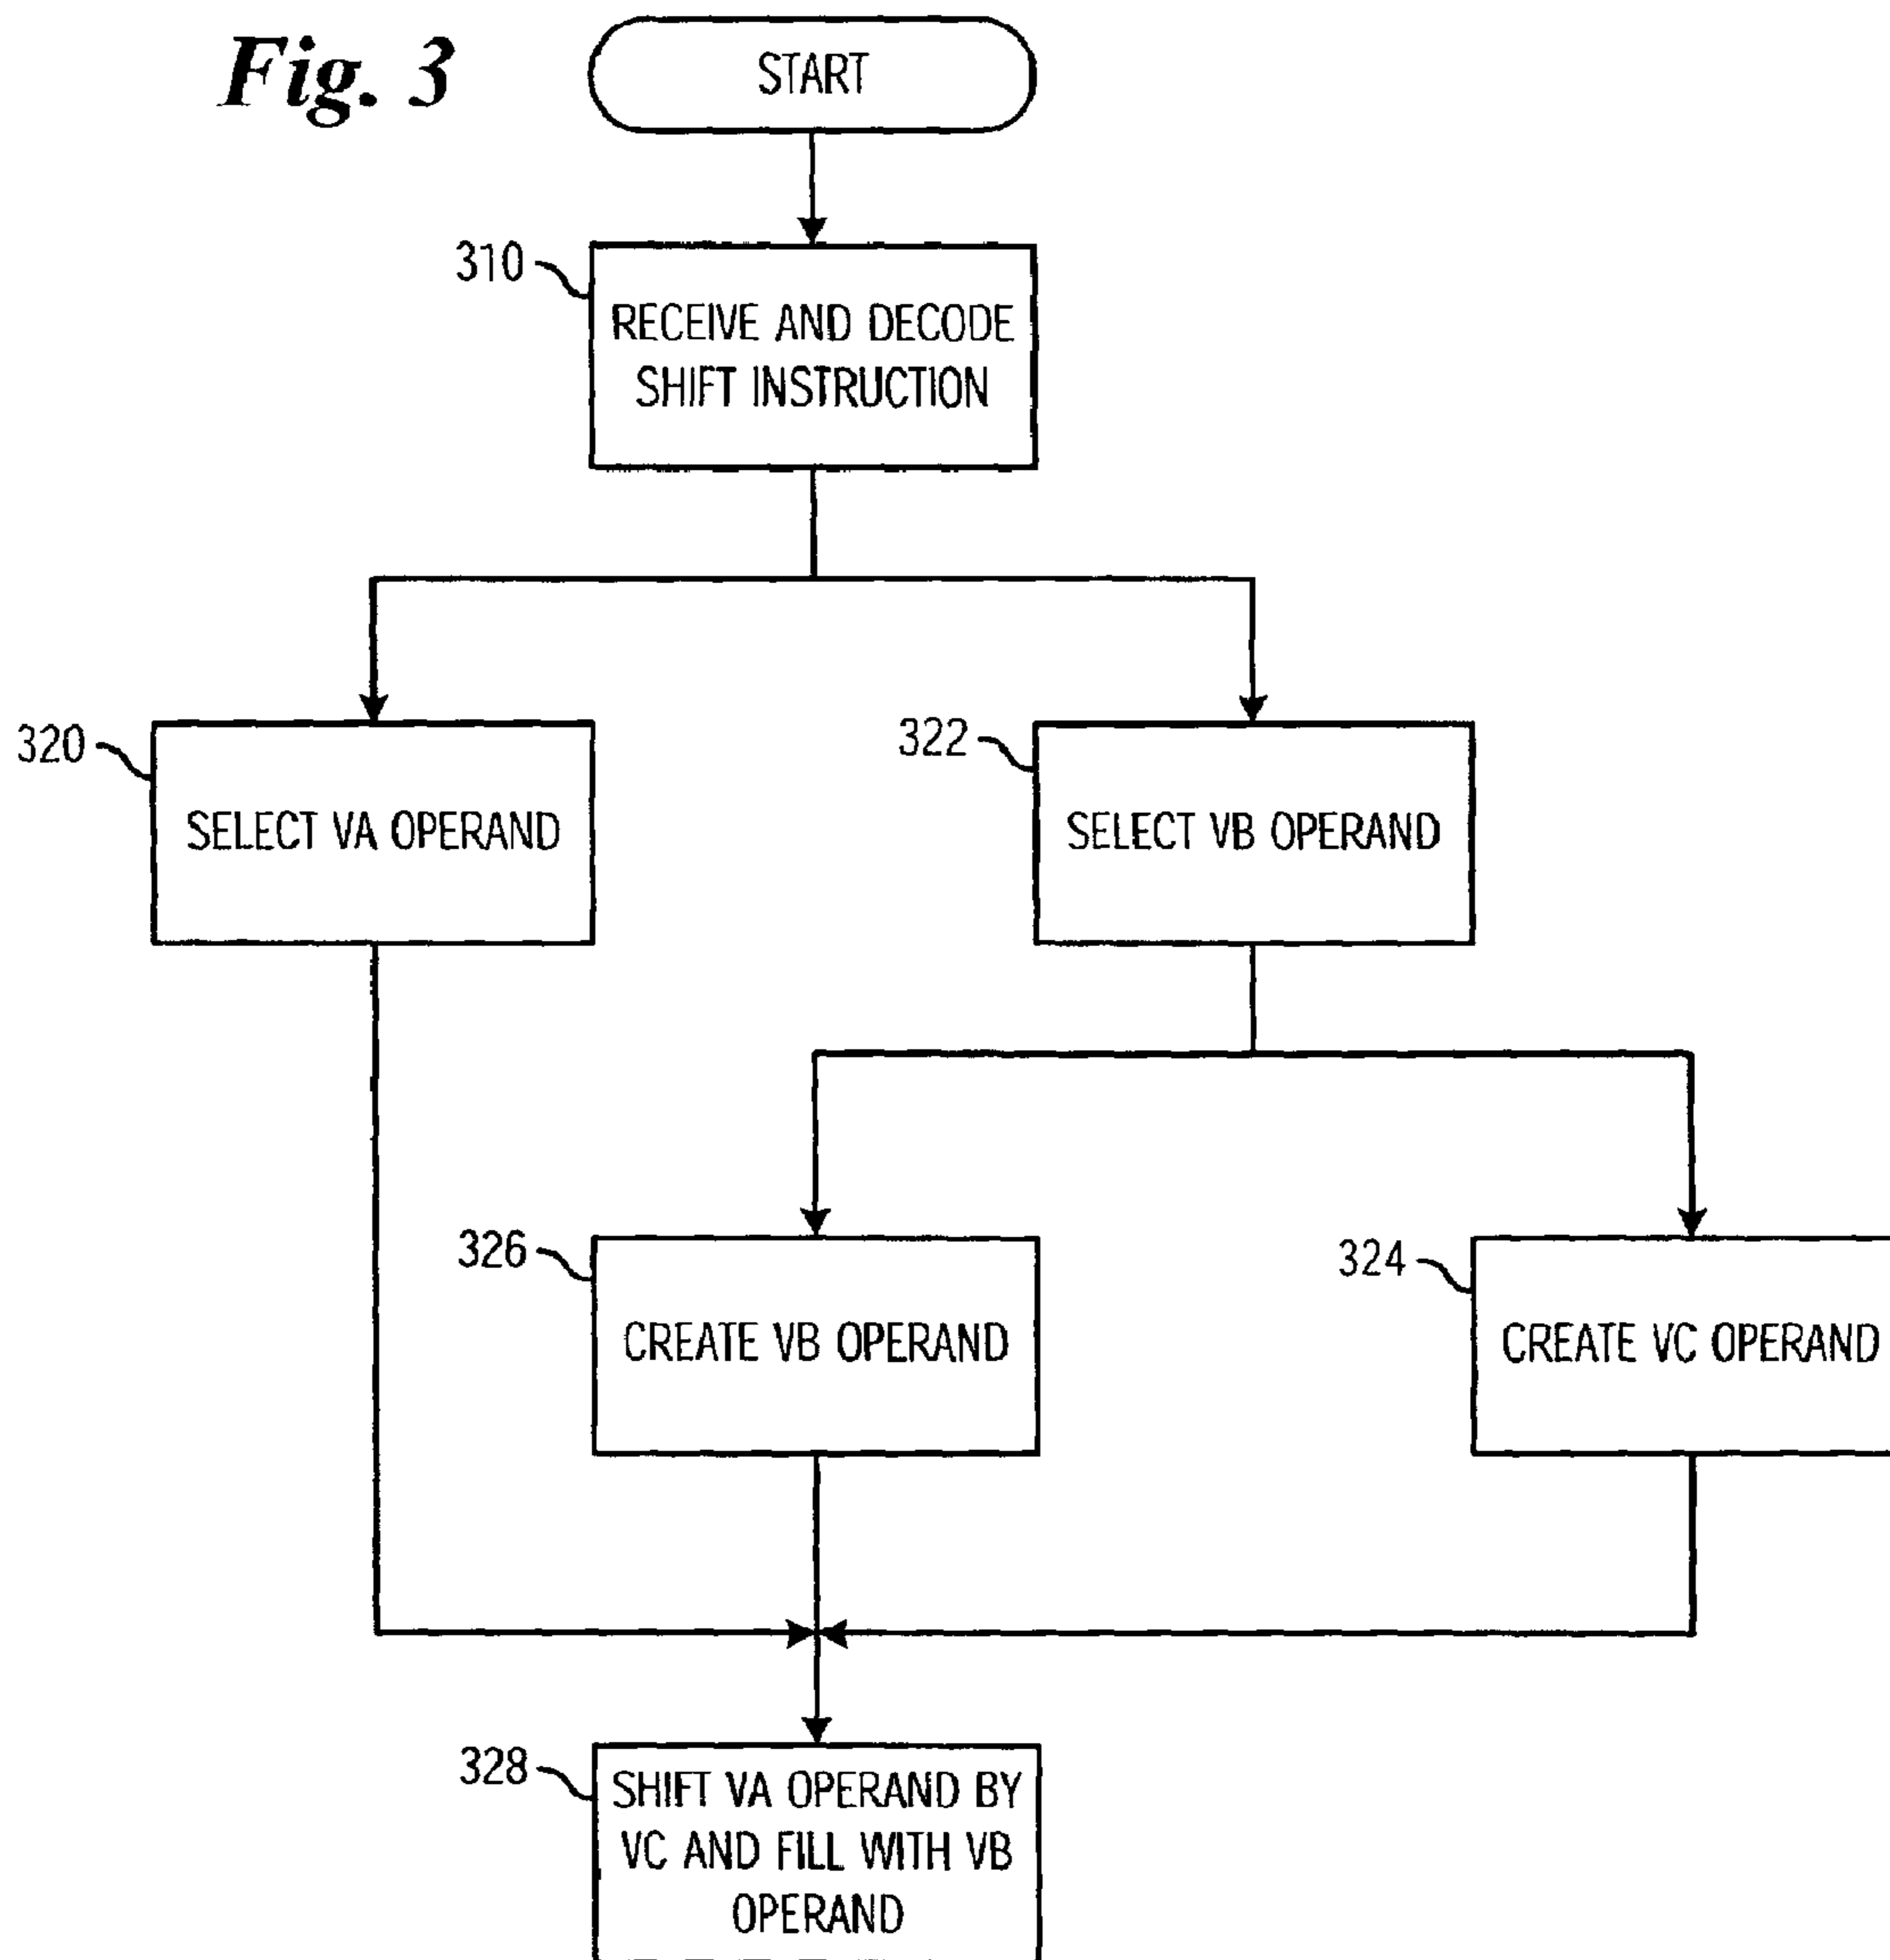 Fig. 3
START
310
RECEIVE AND DECODE
SHIFT INSTRUCTION
320
SELECT VA OPERAND
322
SELECT VB OPERAND
326
CREATE VB OPERAND
324
CREATE VC OPERAND
328
SHIFT VA OPERAND BY
VC AND FILL WITH VB
OPERAND